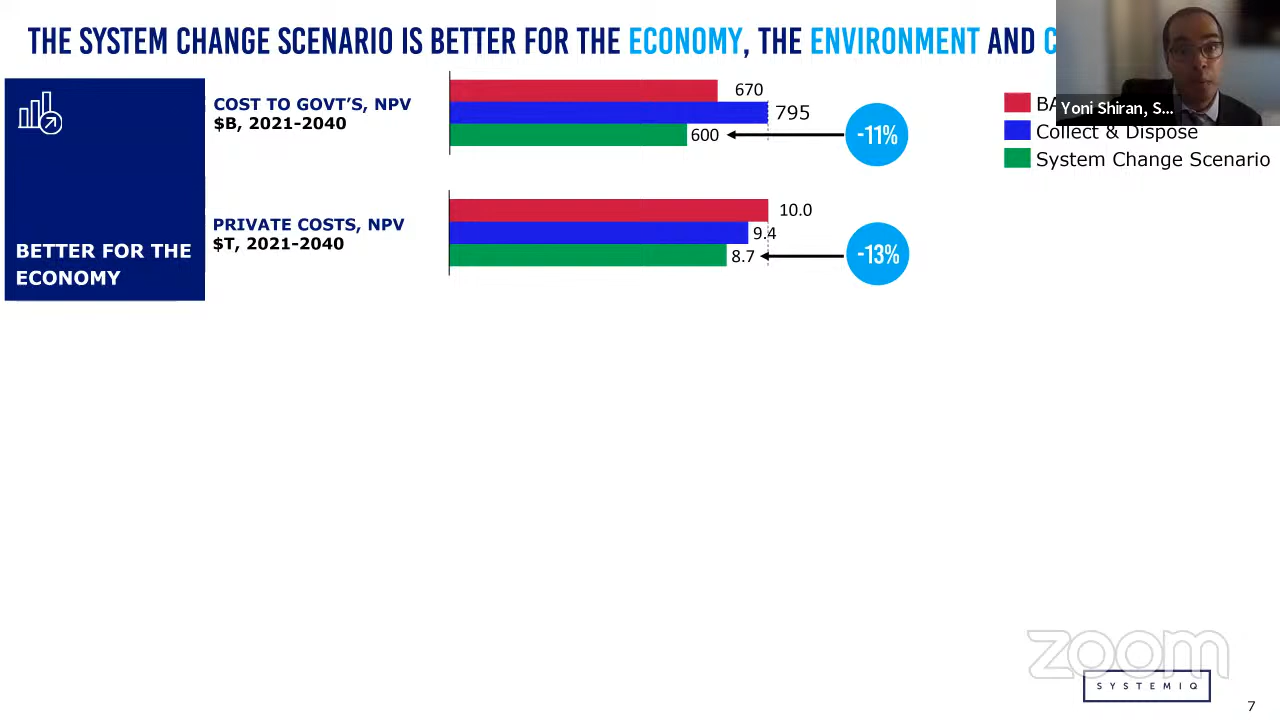 THE SYSTEM CHANGE SCENARIO IS BETTER FOR THE ECONOMY, THE ENVIRONMENT AND
Yoni Shiran, S...
COST TO GOVT'S, NPV
$B, 2021-2040
670
795
600
-11%
Collect & Dispose
System Change Scenario
BETTER FOR THE
ECONOMY
PRIVATE COSTS, NPV
$T, 2021-2040
10.0
9.4
8.7
-13%
zoom
SYSTEMIQ
7